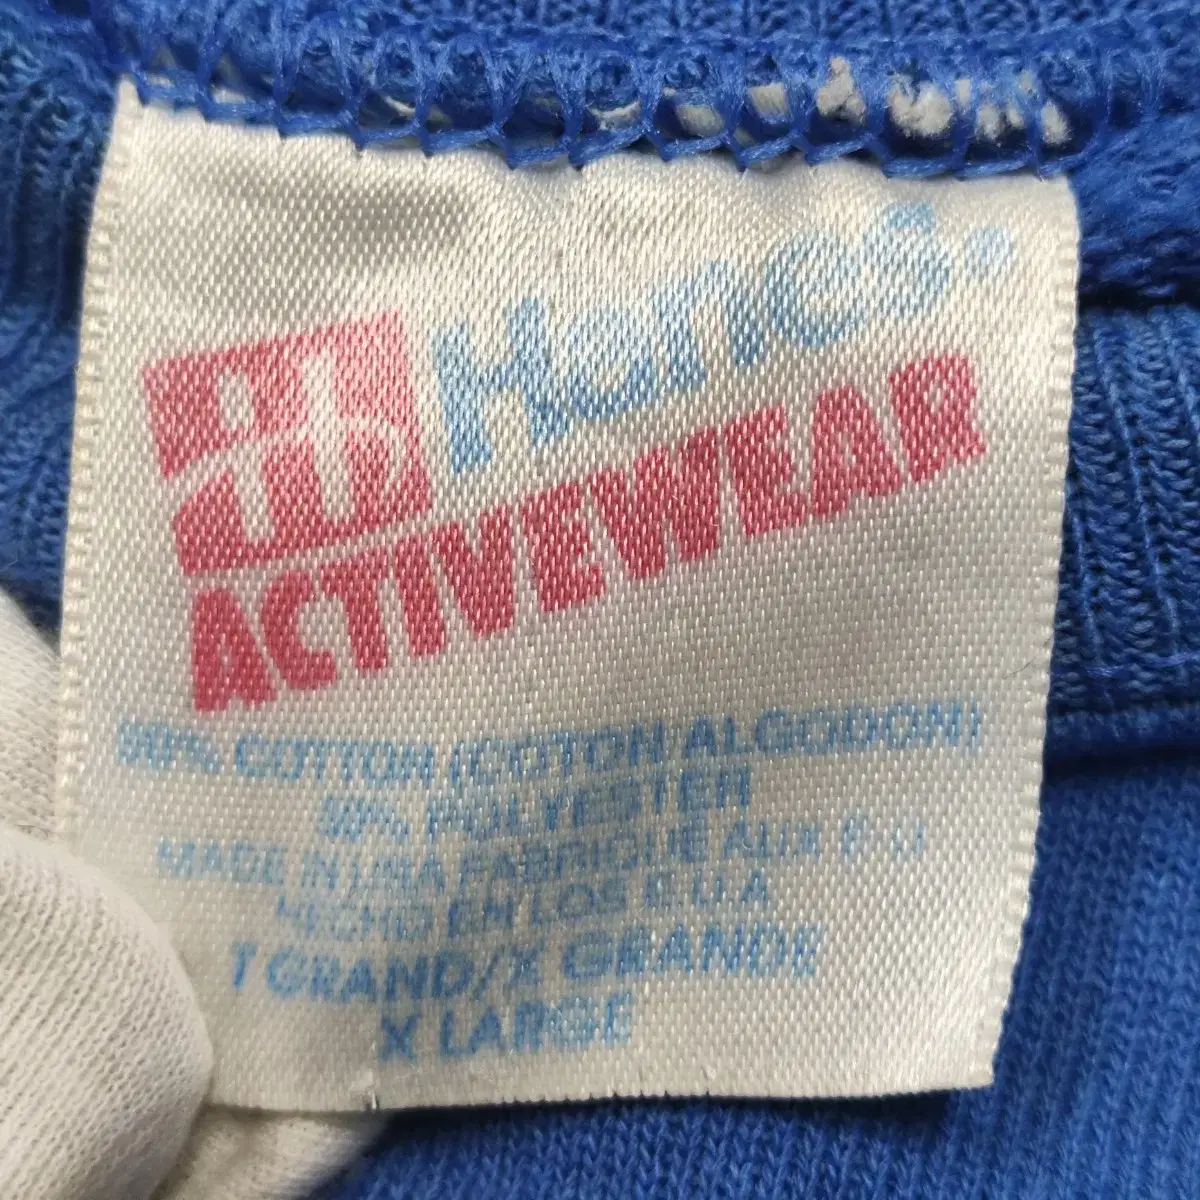 Hanes®
ACTIVEWEAR
50% COTTON (COTON ALGODON)
50% POLYESTER
MADE IN USA FABRIQUE AUX E U
HECHO EN LOS E U A
T GRAND/X GRANDE
X LARGE